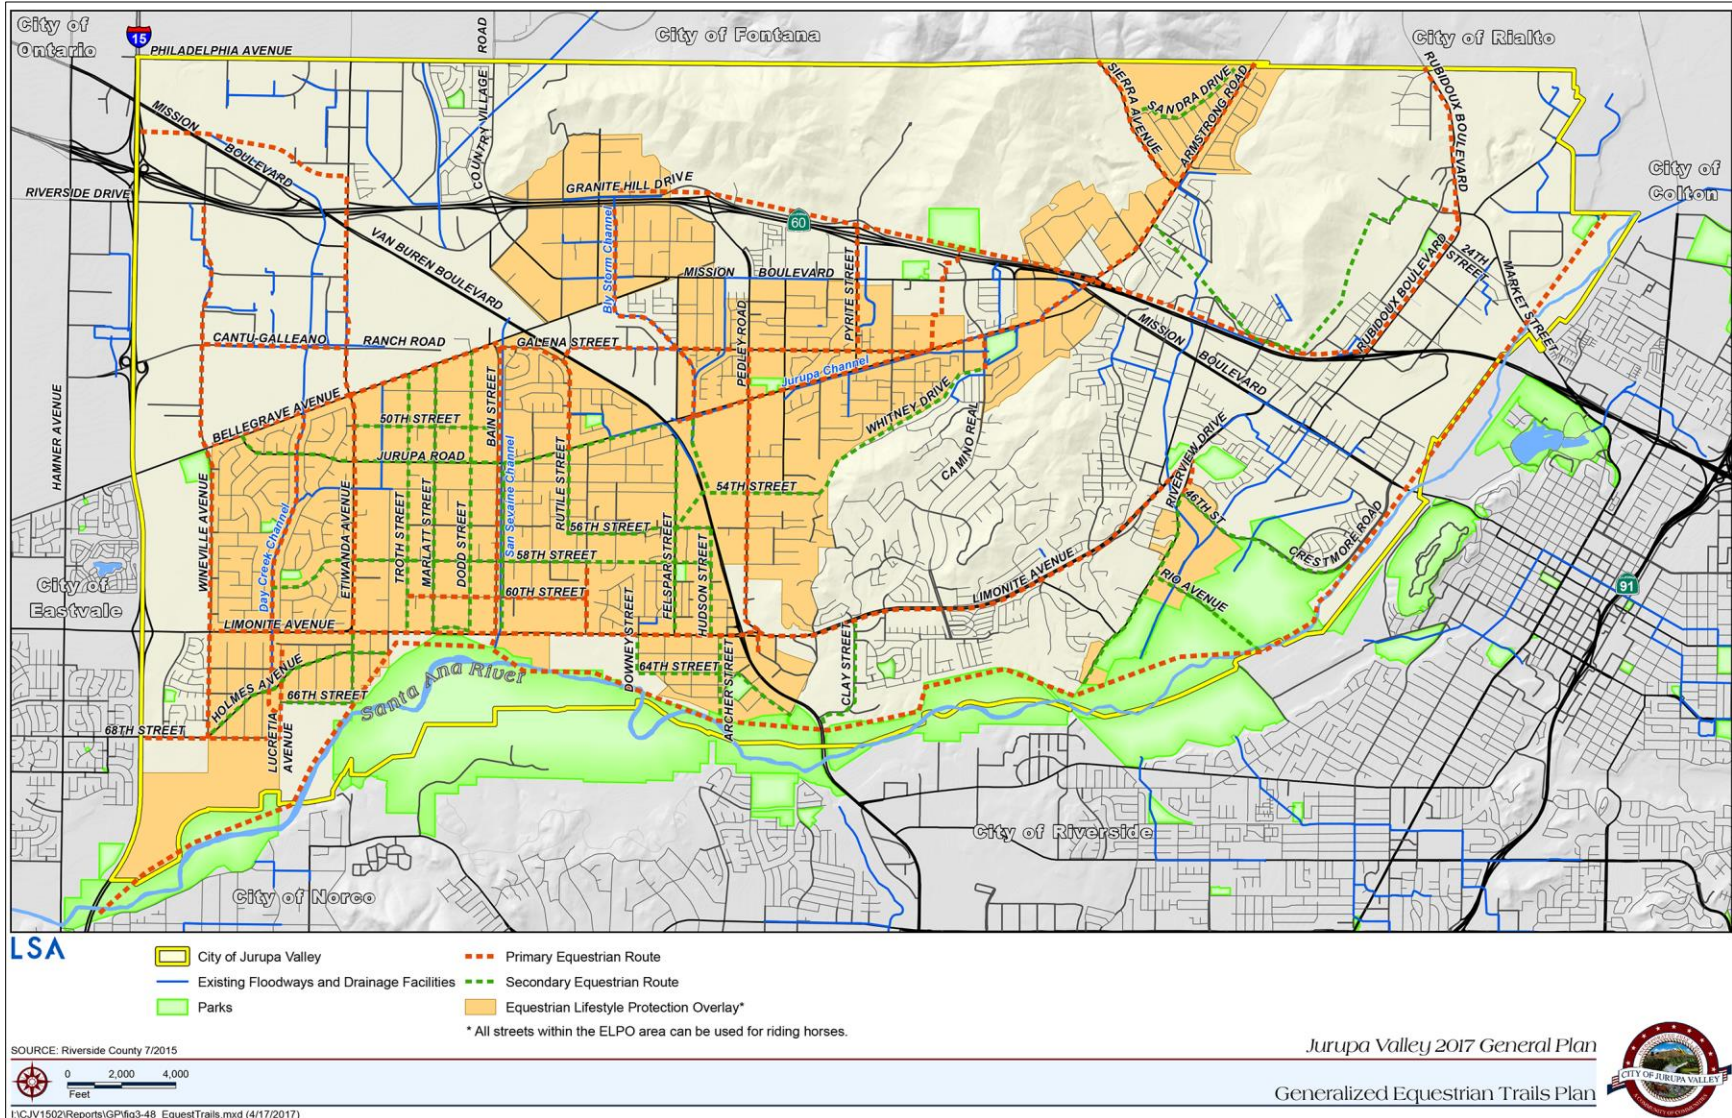 City of
Ontario
15
PHILADELPHIA AVENUE
COUNTRY VILLAGE ROAD
City of Fontana
City of Rialto
SIERRA AVENUE
SANDRA DRIVE
ARMSTRONG ROAD
RUBIDOUX BOULEVARD
MISSION
BOULEVARD
City of
Colton
RIVERSIDE DRIVE
GRANITE HILL DRIVE
60
Bly Storm Channel
VAN BUREN BOULEVARD
MISSION BOULEVARD
PYRITE STREET
PEDLEY ROAD
24TH
STREET
MARKET STREET
RUBIDOUX BOULEVARD
MISSION
BOULEVARD
CANTU-GALLEANO RANCH ROAD
GALENA STREET
Jurupa Channel
HAMNER AVENUE
BELLEGRAVE AVENUE
50TH STREET
BAIN STREET
WHITNEY DRIVE
CAMINO REAL
JURUPA ROAD
San Sevaine Channel
RUTILE STREET
RIVERVIEW DRIVE
WINEVILLE AVENUE
Day Creek Channel
ETIWANDA AVENUE
TROTH STREET
MARLATT STREET
DODD STREET
54TH STREET
56TH STREET
46TH ST
CRESTMORE ROAD
58TH STREET
FELSPAR STREET
HUDSON STREET
City of
Eastvale
60TH STREET
DOWNEY STREET
LIMONITE AVENUE
RIO AVENUE
91
LIMONITE AVENUE
64TH STREET
ARCHER STREET
CLAY STREET
HOLMES AVENUE
66TH STREET
Santa Ana River
68TH STREET
LUCRETIA
AVENUE
City of Riverside
City of Norco
LSA
City of Jurupa Valley
Existing Floodways and Drainage Facilities
Parks
Primary Equestrian Route
Secondary Equestrian Route
Equestrian Lifestyle Protection Overlay*
* All streets within the ELPO area can be used for riding horses.
SOURCE: Riverside County 7/2015
0 2,000 4,000
Feet
I:\CJV1502\Reports\GP\fig3-48_EquestTrails.mxd (4/17/2017)
Jurupa Valley 2017 General Plan
Generalized Equestrian Trails Plan
CITY OF JURUPA VALLEY